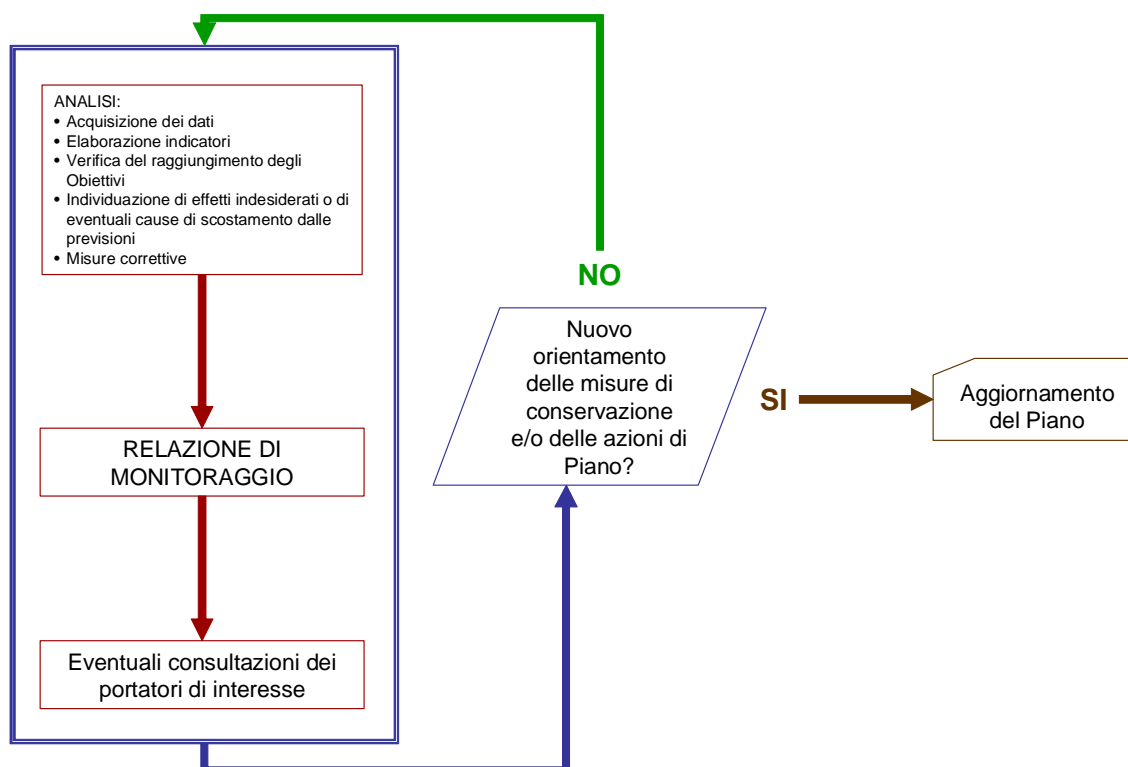 ANALISI:
• Acquisizione dei dati
• Elaborazione indicatori
• Verifica del raggiungimento degli
Obiettivi
• Individuazione di effetti indesiderati o di
eventuali cause di scostamento dalle
previsioni
• Misure correttive
RELAZIONE DI
MONITORAGGIO
Eventuali consultazioni dei
portatori di interesse
NO
Nuovo
orientamento
delle misure di
conservazione
e/o delle azioni di
Piano?
SI
Aggiornamento
del Piano